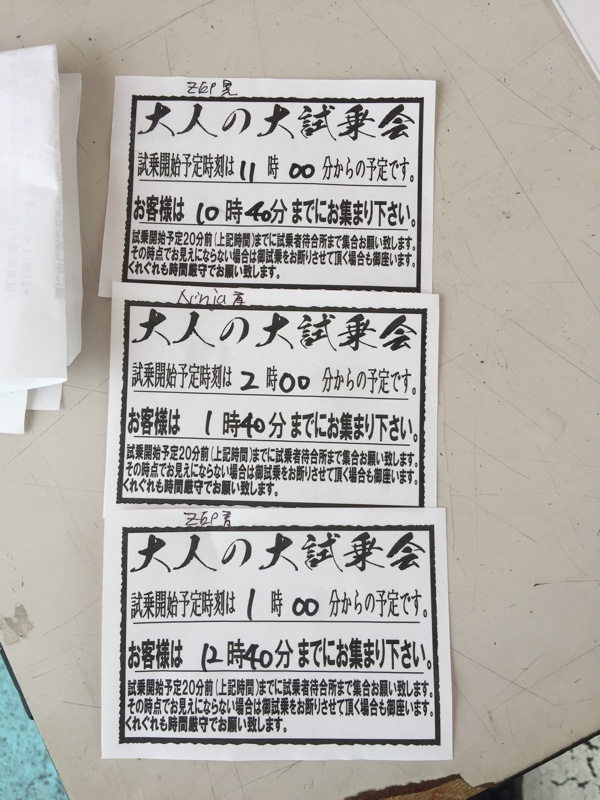 ZEP 黒
大人の大試乗会
試乗開始予定時刻は 11 時 00 分からの予定です。
お客様は 10 時 40 分 までにお集まり下さい。
試乗開始予定20分前(上記時間)までに試乗者待合所まで集合お願い致します。
その時点でお見えにならない場合は御試乗をお断りさせて頂く場合も御座います。
くれぐれも時間厳守でお願い致します。
Ninja 青
大人の大試乗会
試乗開始予定時刻は 2 時 00 分からの予定です。
お客様は 1 時 40 分 までにお集まり下さい。
試乗開始予定20分前(上記時間)までに試乗者待合所まで集合お願い致します。
その時点でお見えにならない場合は御試乗をお断りさせて頂く場合も御座います。
くれぐれも時間厳守でお願い致します。
ZEP 青
大人の大試乗会
試乗開始予定時刻は 1 時 00 分からの予定です。
お客様は 12 時 40 分 までにお集まり下さい。
試乗開始予定20分前(上記時間)までに試乗者待合所まで集合お願い致します。
その時点でお見えにならない場合は御試乗をお断りさせて頂く場合も御座います。
くれぐれも時間厳守でお願い致します。